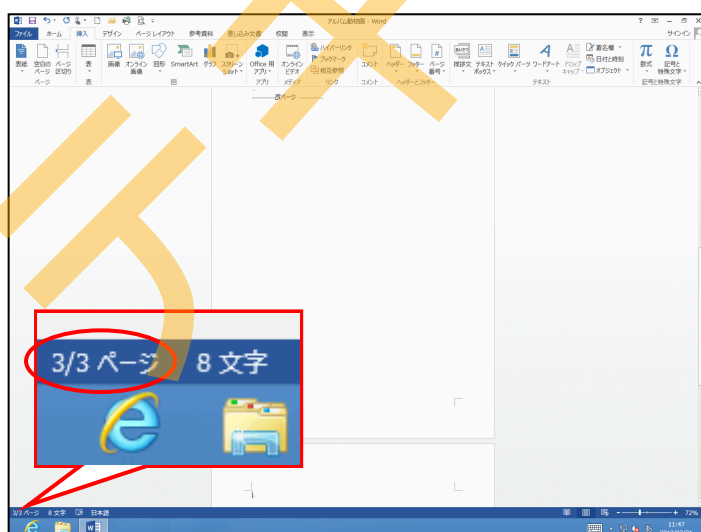 アルバム動物園 - Word
サインイン
ファイル ホーム 挿入 デザイン ページ レイアウト 参考資料 差し込み文書 校閲 表示
表紙 空白のページ ページ区切り 表 画像 オンライン画像 図形 SmartArt グラフ スクリーンショット Office 用アプリ オンラインビデオ ハイパーリンク ブックマーク 相互参照 コメント ヘッダー フッター ページ番号 挨拶文 テキストボックス クイック パーツ ワードアート ドロップキャップ 署名欄 日付と時刻 オブジェクト 数式 記号と特殊文字
ページ 表 図 アプリ メディア リンク コメント ヘッダーとフッター テキスト 記号と特殊文字
改ページ
3/3 ページ 8 文字
3/3 ページ 8 文字 日本語 72%
11:47